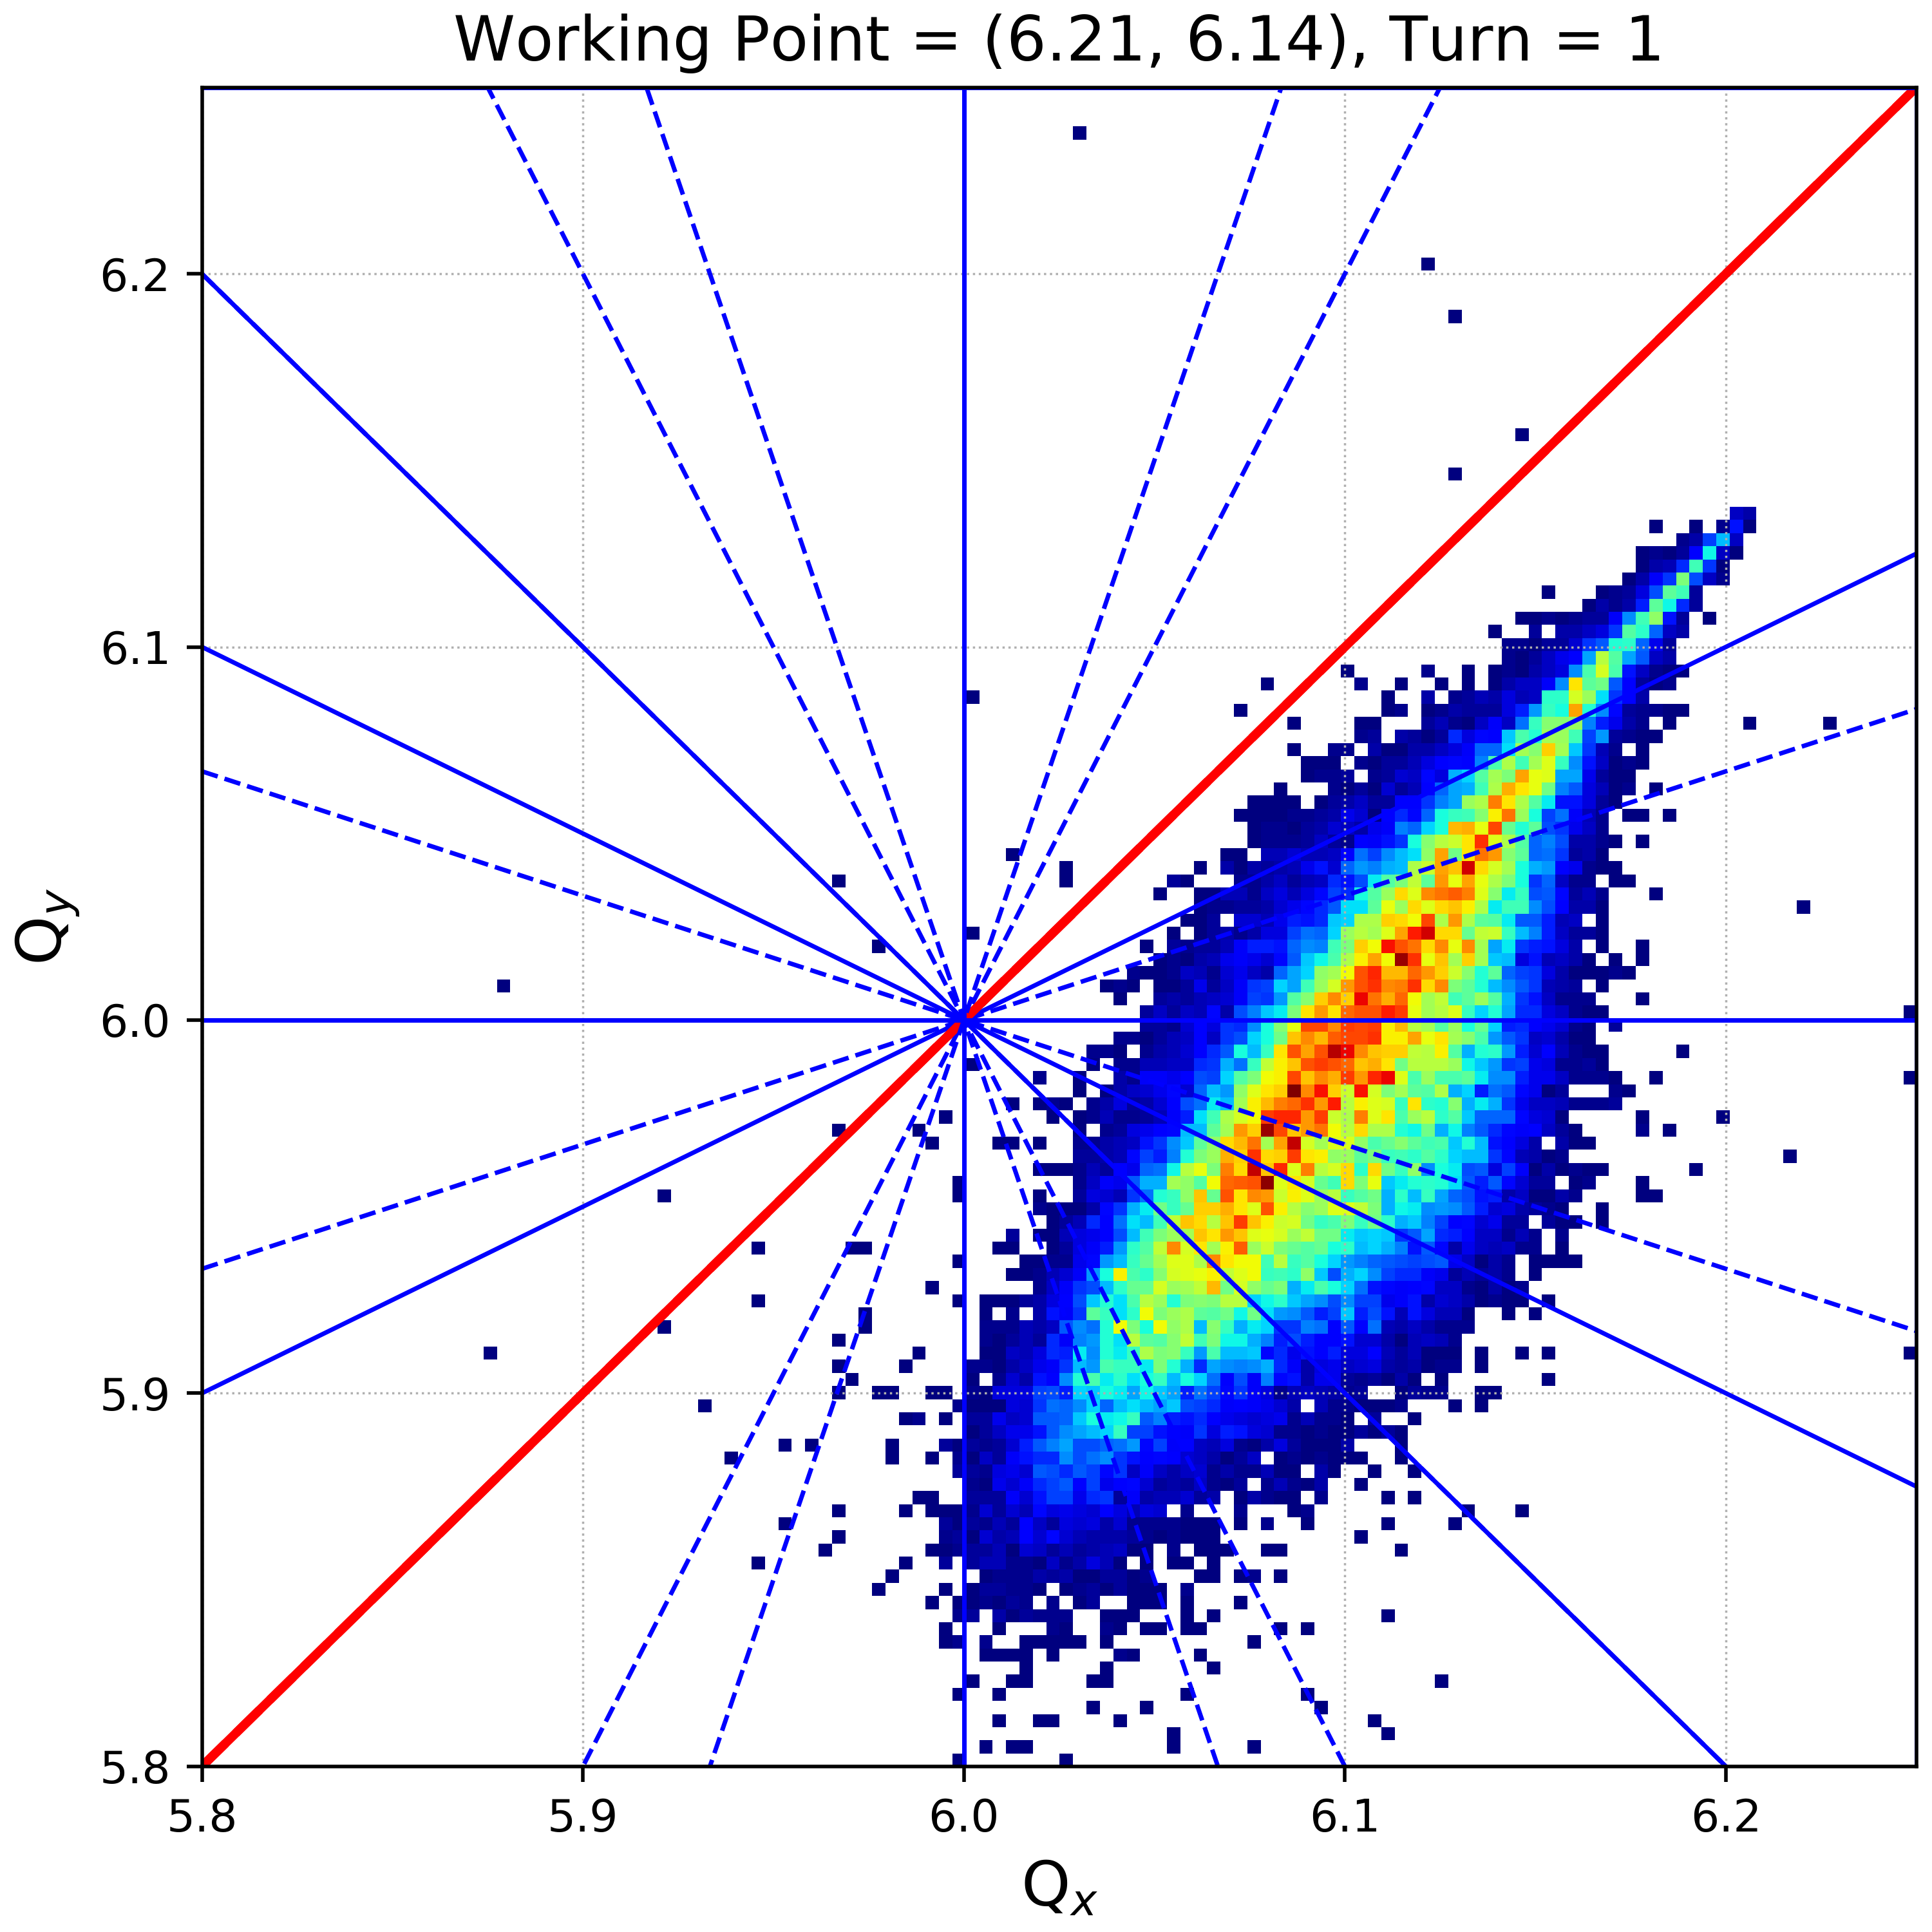 Working Point = (6.21, 6.14), Turn = 1
6.2
6.1
6.0
5.9
5.8
Qy
5.8 5.9 6.0 6.1 6.2
Qx